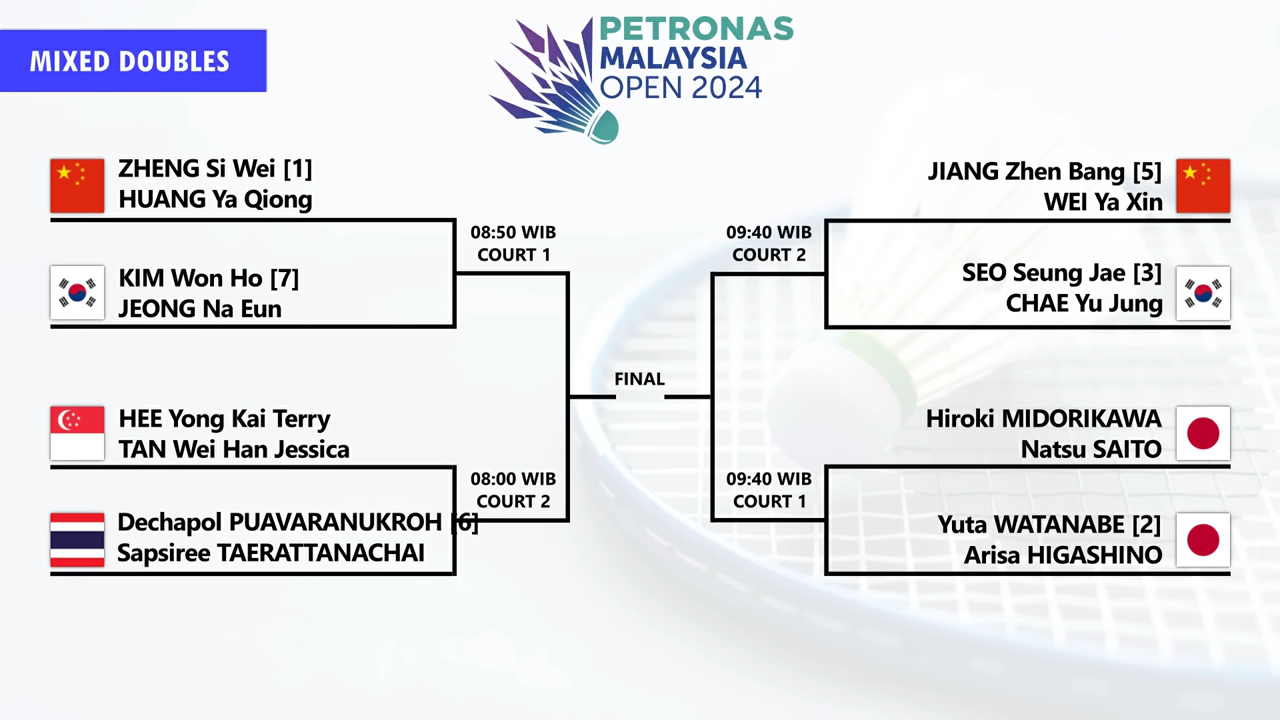 MIXED DOUBLES
PETRONAS
MALAYSIA
OPEN 2024
ZHENG Si Wei [1]
HUANG Ya Qiong
08:50 WIB
COURT 1
KIM Won Ho [7]
JEONG Na Eun
HEE Yong Kai Terry
TAN Wei Han Jessica
08:00 WIB
COURT 2
Dechapol PUAVARANUKROH [6]
Sapsiree TAERATTANACHAI
FINAL
JIANG Zhen Bang [5]
WEI Ya Xin
09:40 WIB
COURT 2
SEO Seung Jae [3]
CHAE Yu Jung
Hiroki MIDORIKAWA
Natsu SAITO
09:40 WIB
COURT 1
Yuta WATANABE [2]
Arisa HIGASHINO